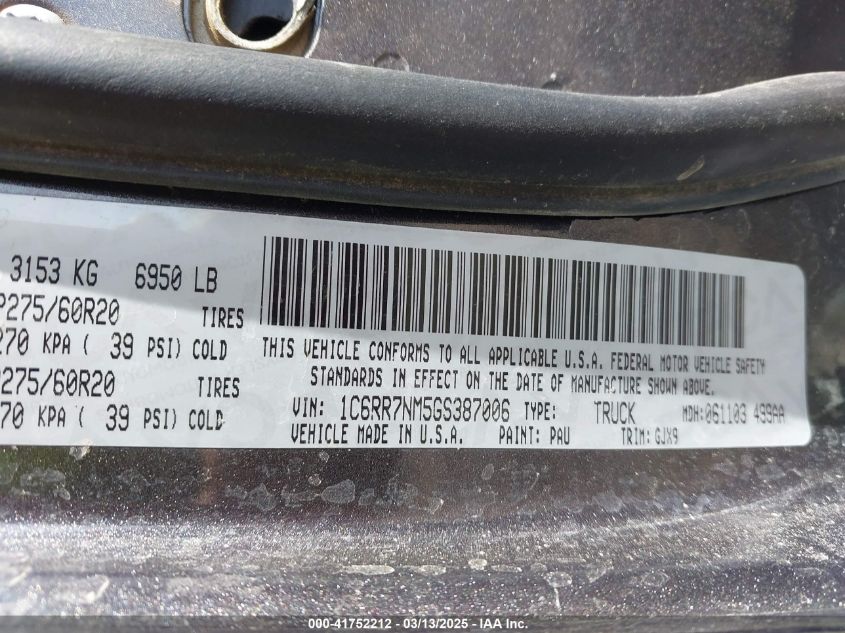 3153 KG 6950 LB
P275/60R20 TIRES
270 KPA ( 39 PSI) COLD
P275/60R20 TIRES
270 KPA ( 39 PSI) COLD
THIS VEHICLE CONFORMS TO ALL APPLICABLE U.S.A. FEDERAL MOTOR VEHICLE SAFETY
STANDARDS IN EFFECT ON THE DATE OF MANUFACTURE SHOWN ABOVE.
VIN: 1C6RR7NM5GS387006 TYPE: TRUCK MDH:061103 499AA
VEHICLE MADE IN U.S.A. PAINT: PAU TRIM: GJX9
000-41752212 - 03/13/2025 - IAA Inc.